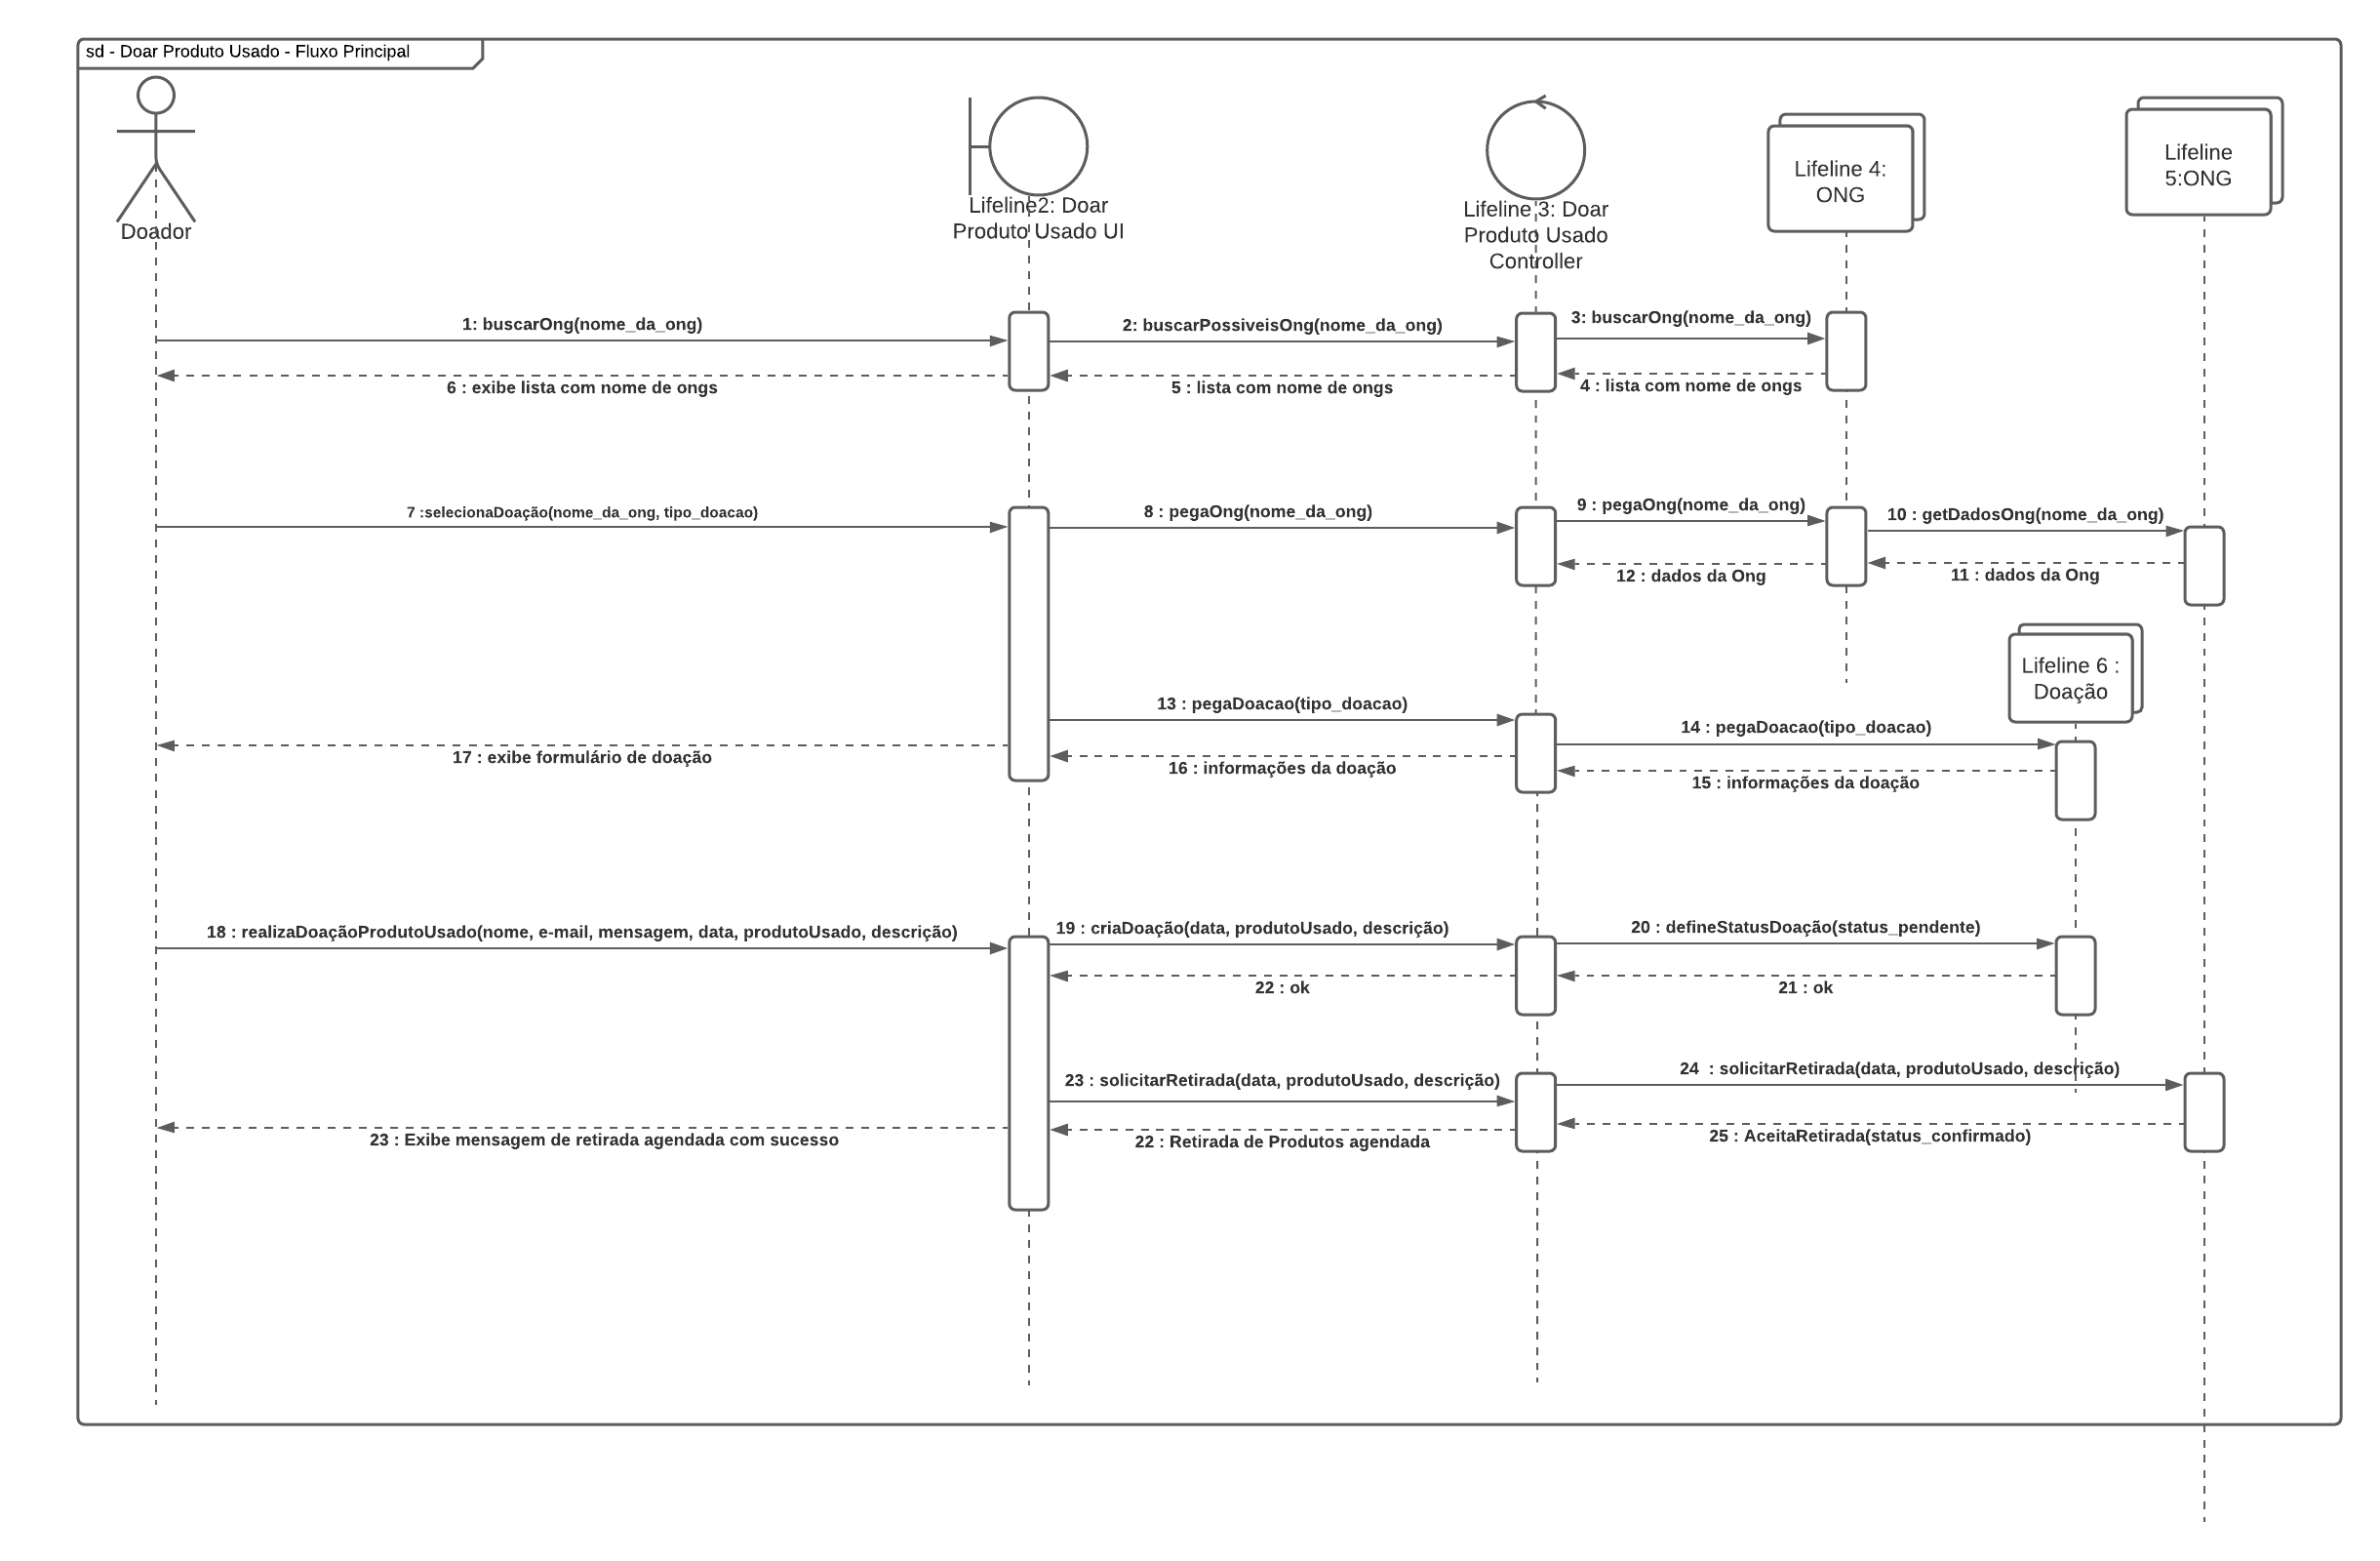 sd - Doar Produto Usado - Fluxo Principal
Doador
Lifeline2: Doar
Produto Usado UI
Lifeline 3: Doar
Produto Usado
Controller
Lifeline 4:
ONG
Lifeline
5:ONG
1: buscarOng(nome_da_ong)
2: buscarPossiveisOng(nome_da_ong)
3: buscarOng(nome_da_ong)
6 : exibe lista com nome de ongs
5 : lista com nome de ongs
4 : lista com nome de ongs
7 :selecionaDoação(nome_da_ong, tipo_doacao)
8 : pegaOng(nome_da_ong)
9 : pegaOng(nome_da_ong)
10 : getDadosOng(nome_da_ong)
12 : dados da Ong
11 : dados da Ong
Lifeline 6 :
Doação
13 : pegaDoacao(tipo_doacao)
14 : pegaDoacao(tipo_doacao)
17 : exibe formulário de doação
16 : informações da doação
15 : informações da doação
18 : realizaDoaçãoProdutoUsado(nome, e-mail, mensagem, data, produtoUsado, descrição)
19 : criaDoação(data, produtoUsado, descrição)
20 : defineStatusDoação(status_pendente)
22 : ok
21 : ok
23 : solicitarRetirada(data, produtoUsado, descrição)
24  : solicitarRetirada(data, produtoUsado, descrição)
23 : Exibe mensagem de retirada agendada com sucesso
22 : Retirada de Produtos agendada
25 : AceitaRetirada(status_confirmado)